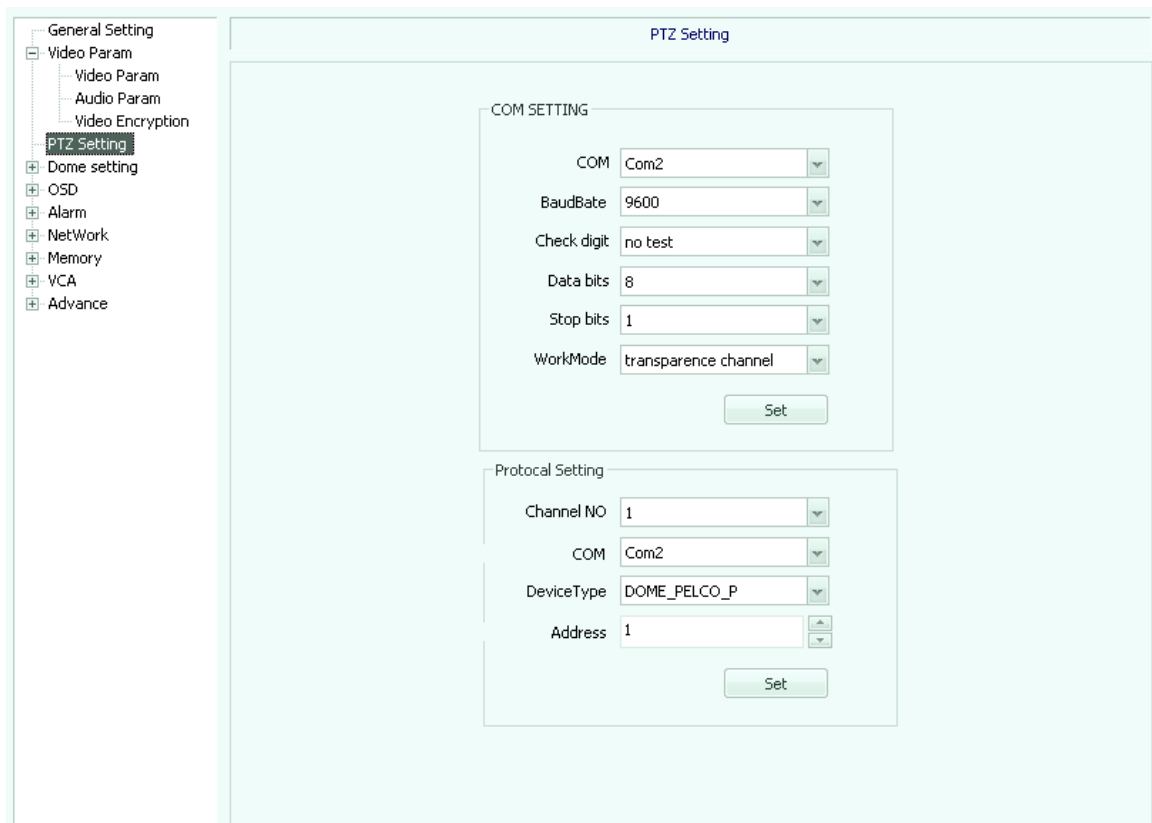 General Setting
Video Param
Video Param
Audio Param
Video Encryption
PTZ Setting
Dome setting
OSD
Alarm
NetWork
Memory
VCA
Advance
PTZ Setting
COM SETTING
COM Com2
BaudBate 9600
Check digit no test
Data bits 8
Stop bits 1
WorkMode transparence channel
Set
Protocal Setting
Channel NO 1
COM Com2
DeviceType DOME_PELCO_P
Address 1
Set